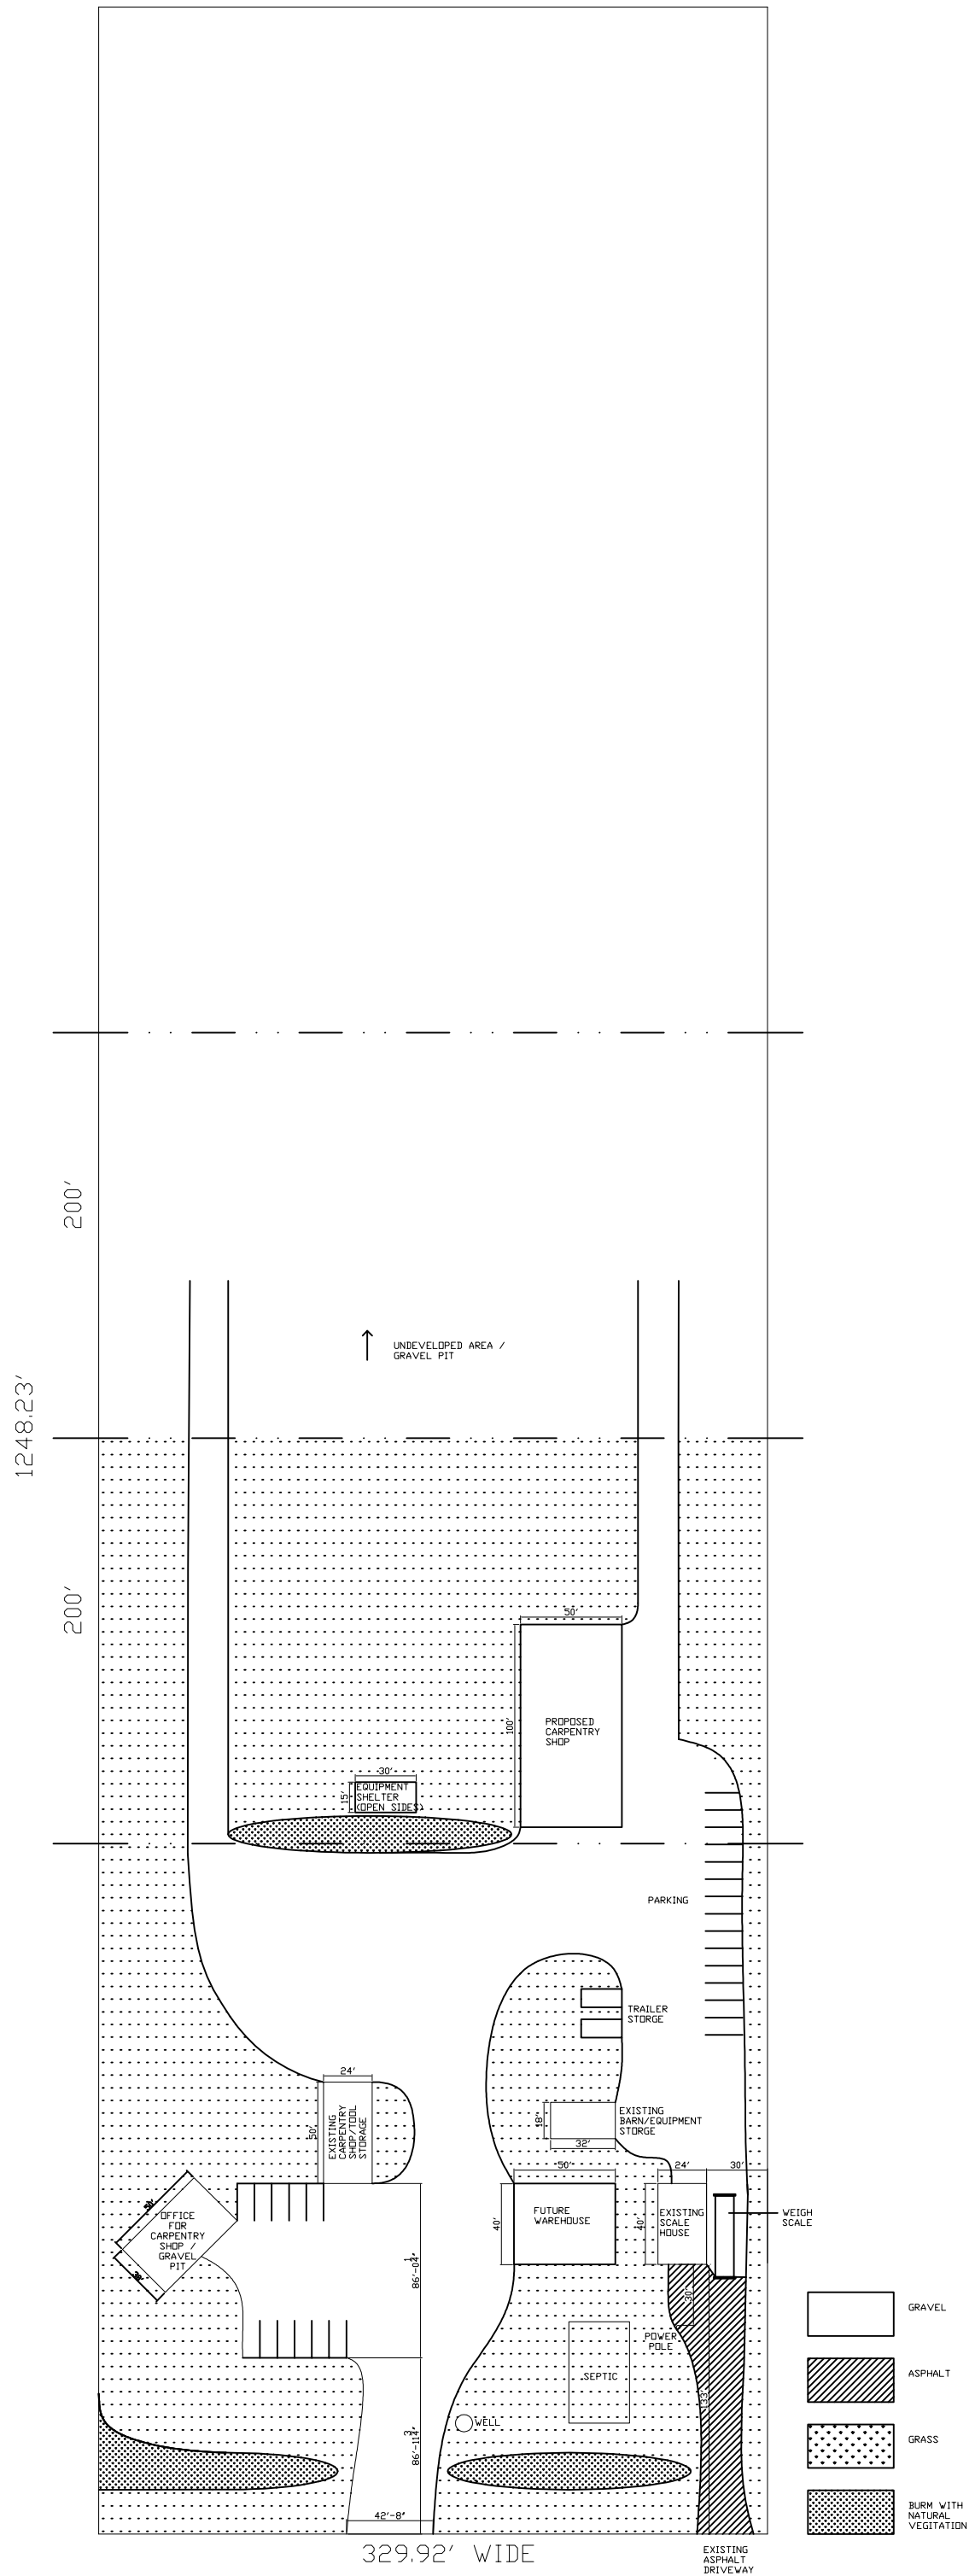 200'
UNDEVELOPED AREA /
GRAVEL PIT
1248.23'
200'
50'
100'
PROPOSED
CARPENTRY
SHOP
30'
15'
EQUIPMENT
SHELTER
(OPEN SIDES)
PARKING
TRAILER
STORGE
24'
50'
EXISTING
CARPENTRY
SHOP/TOOL
STORAGE
18'
EXISTING
BARN/EQUIPMENT
STORGE
32'
50'
24'
30'
OFFICE
FOR
CARPENTRY
SHOP /
GRAVEL
PIT
40'
FUTURE
WAREHOUSE
40'
EXISTING
SCALE
HOUSE
WEIGH
SCALE
30'
POWER
POLE
SEPTIC
133'
WELL
42'-8"
329.92' WIDE
EXISTING
ASPHALT
DRIVEWAY
GRAVEL
ASPHALT
GRASS
BURM WITH
NATURAL
VEGITATION